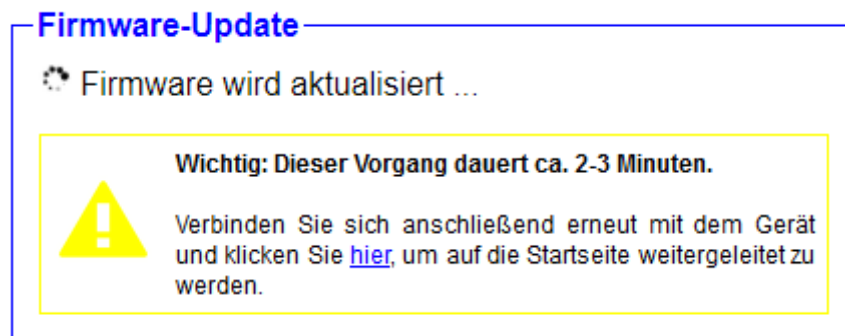 Firmware-Update
Firmware wird aktualisiert ...
Wichtig: Dieser Vorgang dauert ca. 2-3 Minuten.
Verbinden Sie sich anschließend erneut mit dem Gerät
und klicken Sie hier, um auf die Startseite weitergeleitet zu
werden.